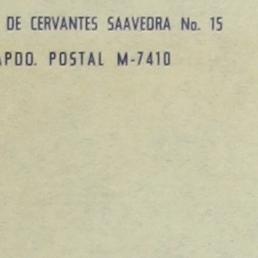 DE CERVANTES SAAVEDRA No. 15
APDO. POSTAL M-7410